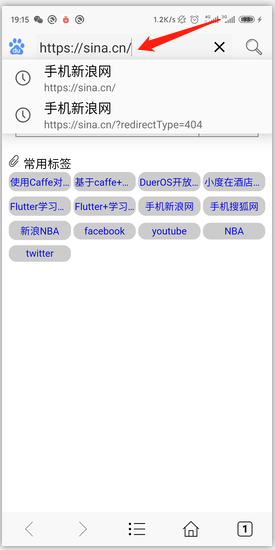 19:15 1.2K/s
du https://sina.cn/
手机新浪网
https://sina.cn/
手机新浪网
https://sina.cn/?redirectType=404
常用标签
使用Caffe对... 基于caffe+... DuerOS开放... 小度在酒店...
Flutter学习... Flutter+学习... 手机新浪网 手机搜狐网
新浪NBA facebook youtube NBA
twitter
1